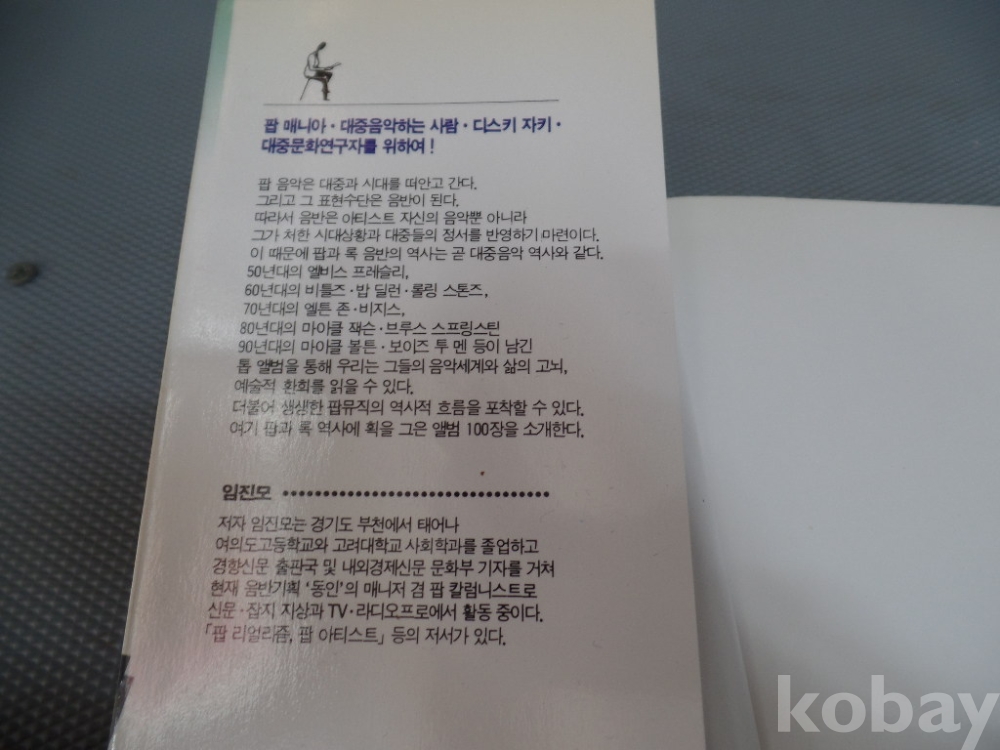 팝 매니아·대중음악하는 사람·디스키 자키·
대중문화연구자를 위하여!
팝 음악은 대중과 시대를 떠안고 간다.
그리고 그 표현수단은 음반이 된다.
따라서 음반은 아티스트 자신의 음악뿐 아니라
그가 처한 시대상황과 대중들의 정서를 반영하기 마련이다.
이 때문에 팝과 록 음반의 역사는 곧 대중음악 역사와 같다.
50년대의 엘비스 프레슬리,
60년대의 비틀즈·밥 딜런·롤링 스톤즈,
70년대의 엘튼 존·비지스,
80년대의 마이클 잭슨·브루스 스프링스틴
90년대의 마이클 볼튼·보이즈 투 멘 등이 남긴
톱 앨범을 통해 우리는 그들의 음악세계와 삶의 고뇌,
예술적 환희를 읽을 수 있다.
더불어 생생한 팝뮤직의 역사적 흐름을 포착할 수 있다.
여기 팝과 록 역사에 획을 그은 앨범 100장을 소개한다.
임진모
저자 임진모는 경기도 부천에서 태어나
여의도고등학교와 고려대학교 사회학과를 졸업하고
경향신문 출판국 및 내외경제신문 문화부 기자를 거쳐
현재 음반기획 '동인'의 매니저 겸 팝 칼럼니스트로
신문·잡지 지상과 TV·라디오프로에서 활동 중이다.
「팝 리얼리즘, 팝 아티스트」 등의 저서가 있다.
kobay